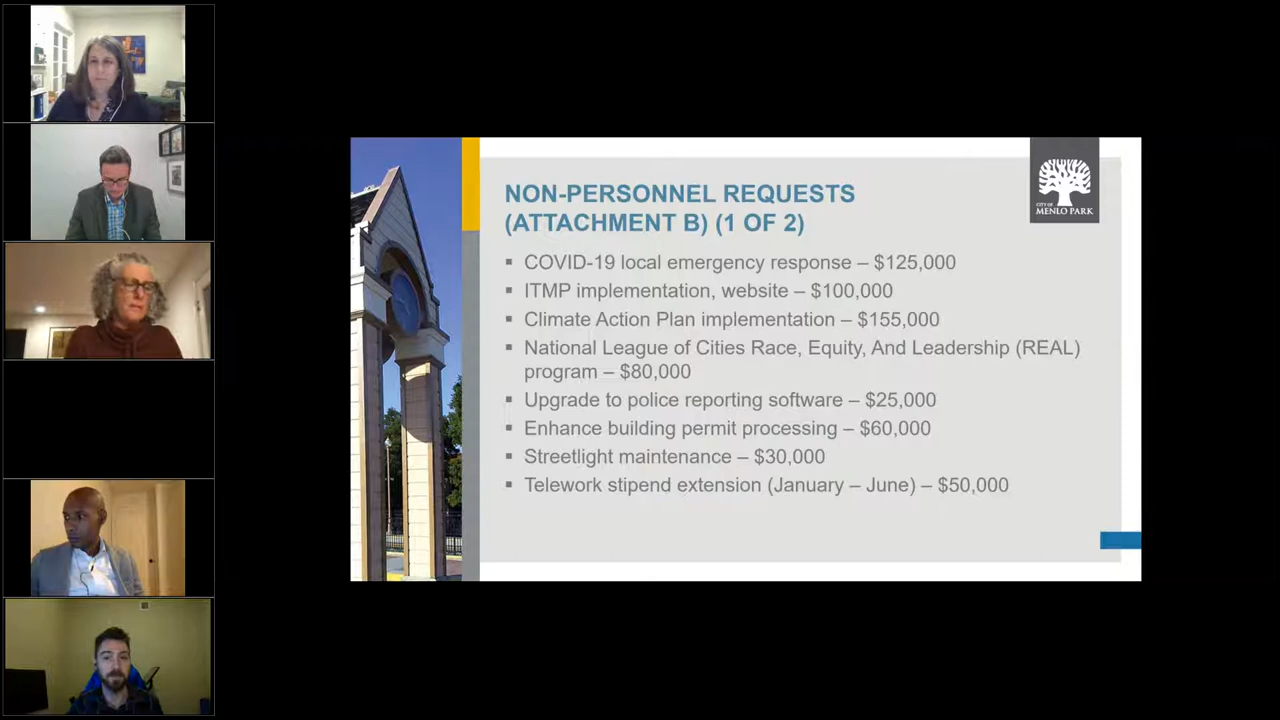 NON-PERSONNEL REQUESTS
(ATTACHMENT B) (1 OF 2)
CITY OF
MENLO PARK
▪ COVID-19 local emergency response – $125,000
▪ ITMP implementation, website – $100,000
▪ Climate Action Plan implementation – $155,000
▪ National League of Cities Race, Equity, And Leadership (REAL)
program – $80,000
▪ Upgrade to police reporting software – $25,000
▪ Enhance building permit processing – $60,000
▪ Streetlight maintenance – $30,000
▪ Telework stipend extension (January – June) – $50,000